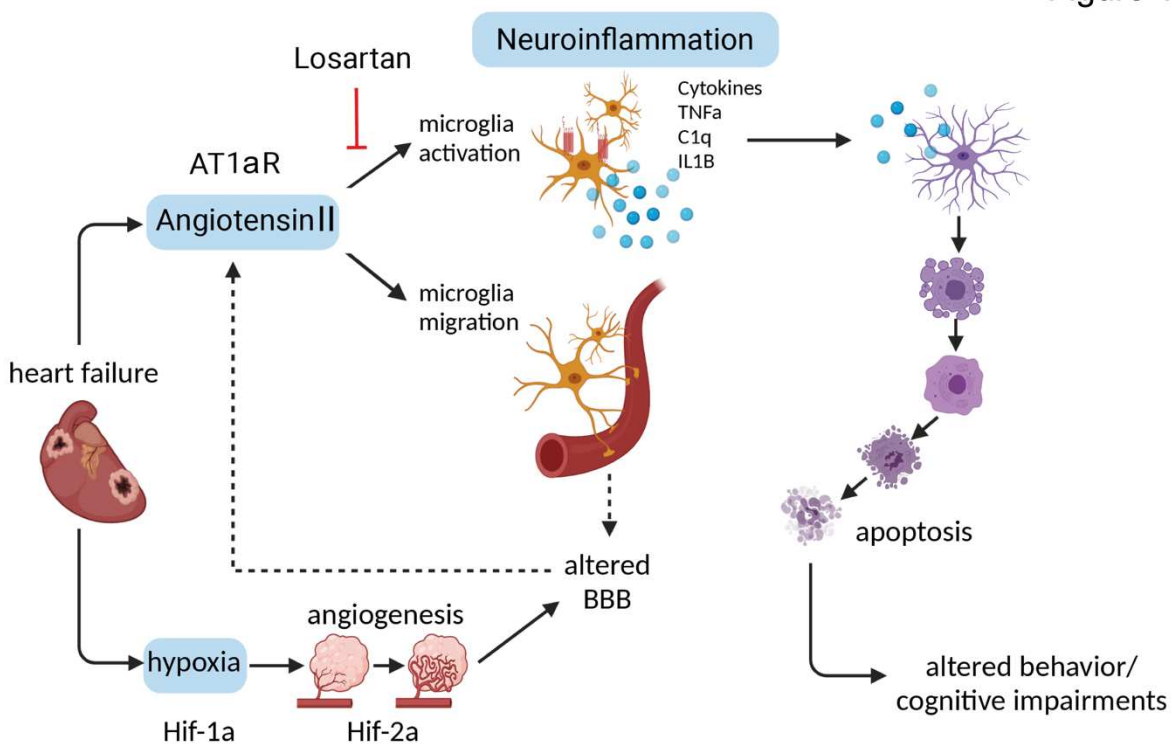 Neuroinflammation
Losartan
Cytokines
TNFa
C1q
IL1B
microglia
activation
AT1aR
Angiotensin II
microglia
migration
heart failure
apoptosis
altered
BBB
angiogenesis
hypoxia
Hif-1a
Hif-2a
altered behavior/
cognitive impairments